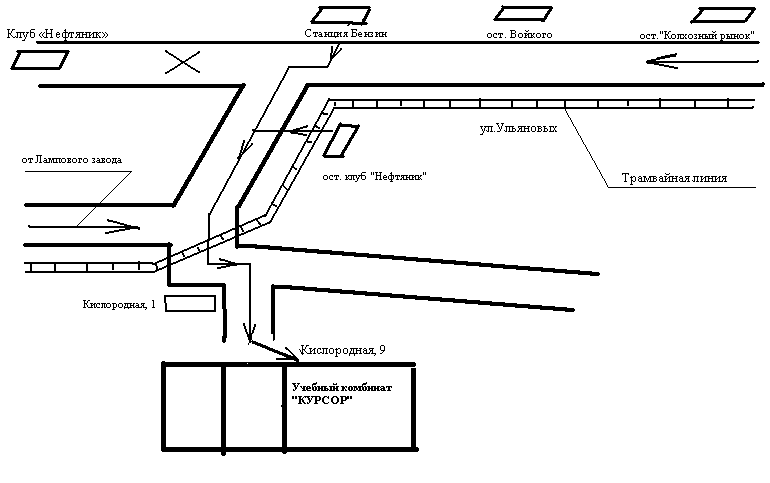 Клуб «Нефтяник»
Станция Бензин
ост. Войкого
ост."Колхозный рынок"
ул.Ульяновых
от Лампового завода
ост. клуб "Нефтяник"
Трамвайная линия
Кислородная, 1
Кислородная, 9
Учебный комбинат
"КУРСОР"